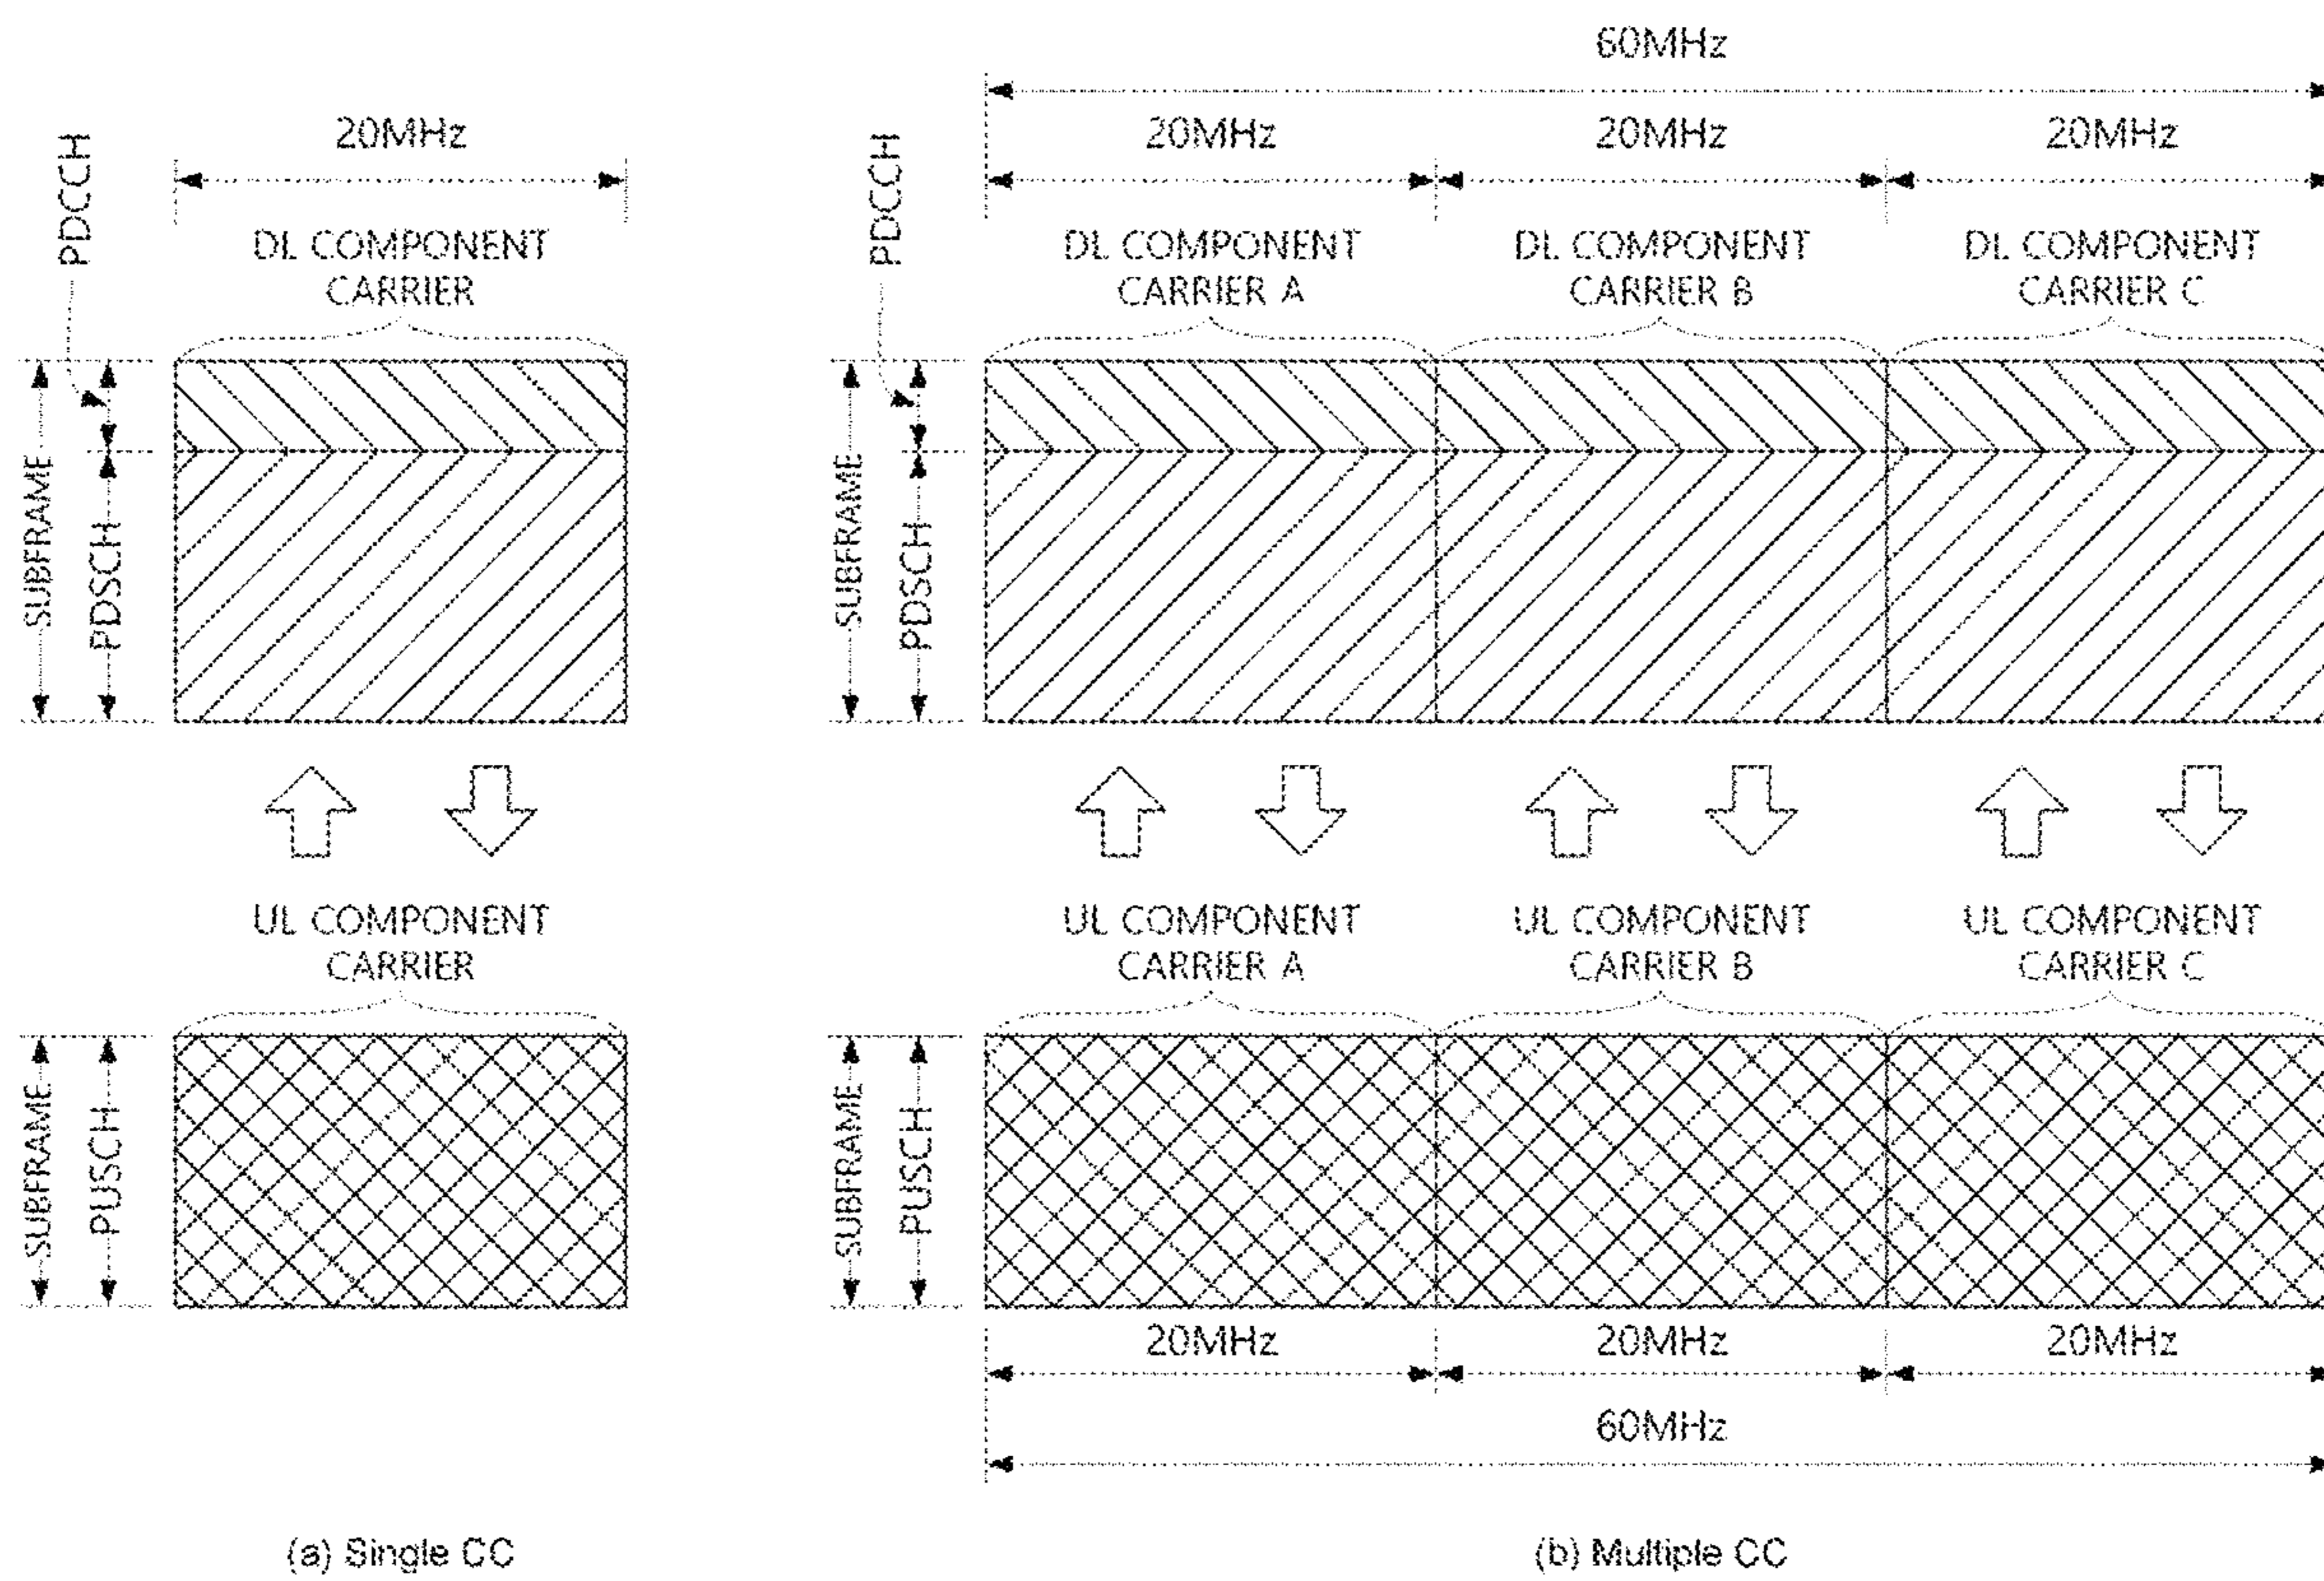 60MHz
20MHz
20MHz
20MHz
20MHz
PDCCH
PDCCH
DL COMPONENT
CARRIER
DL COMPONENT
CARRIER A
DL COMPONENT
CARRIER B
DL COMPONENT
CARRIER C
SUBFRAME
PDSCH
SUBFRAME
PDSCH
UL COMPONENT
CARRIER
UL COMPONENT
CARRIER A
UL COMPONENT
CARRIER B
UL COMPONENT
CARRIER C
SUBFRAME
PUSCH
SUBFRAME
PUSCH
20MHz
20MHz
20MHz
60MHz
(a) Single CC
(b) Multiple CC